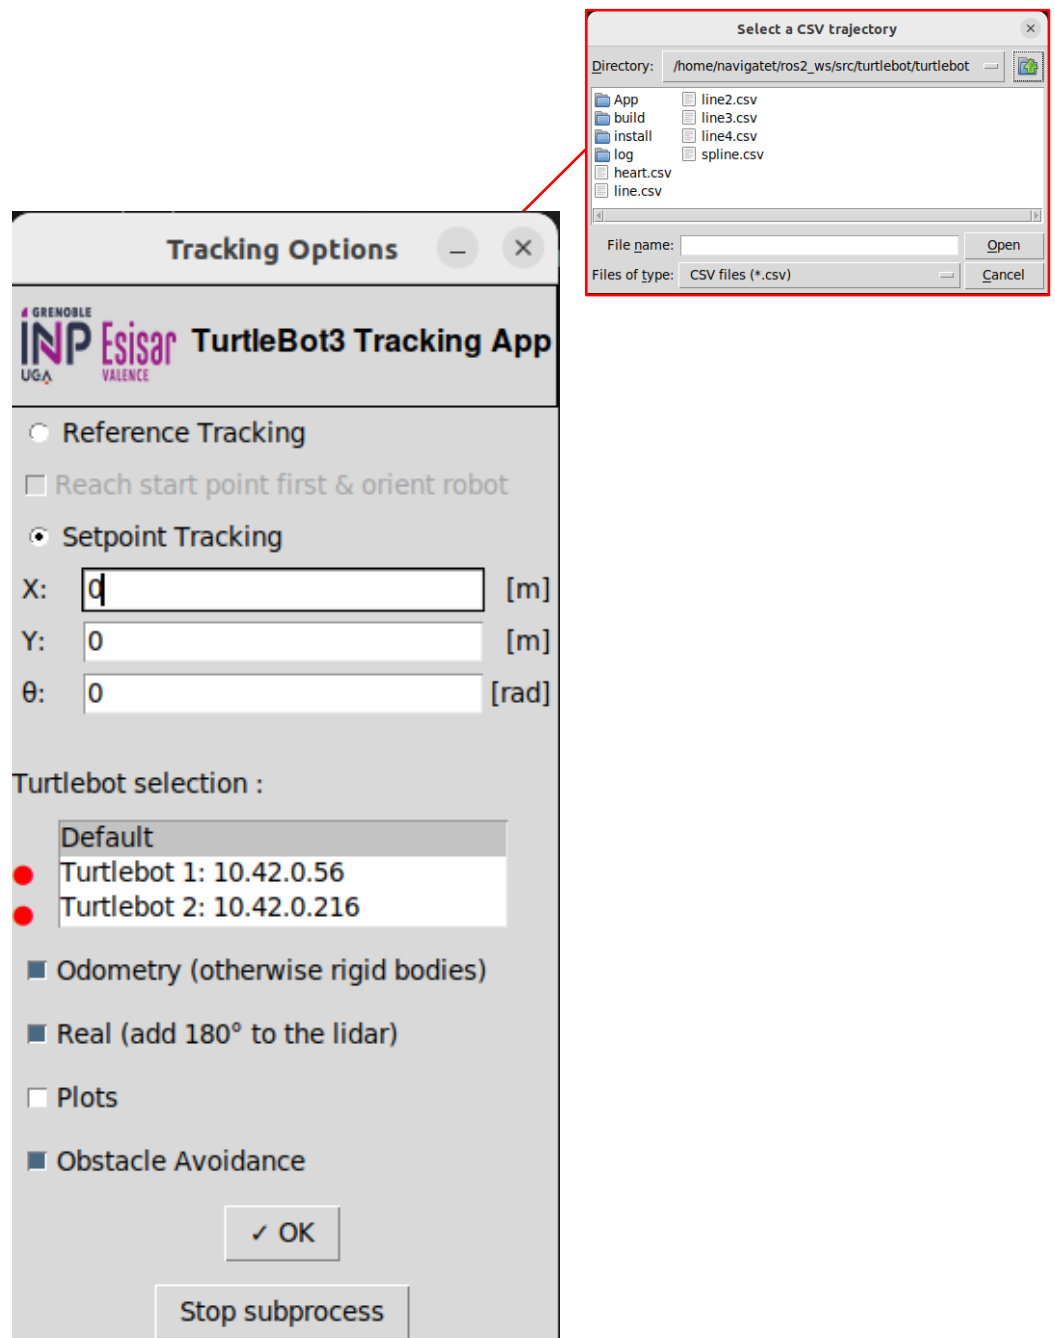 Select a CSV trajectory
Directory: /home/navigatet/ros2_ws/src/turtlebot/turtlebot
App line2.csv
build line3.csv
install line4.csv
log spline.csv
heart.csv
line.csv
File name: Open
Files of type: CSV files (*.csv) Cancel
Tracking Options
GRENOBLE
INP Esisar
UGA VALENCE
TurtleBot3 Tracking App
Reference Tracking
Reach start point first & orient robot
Setpoint Tracking
X: 0 [m]
Y: 0 [m]
θ: 0 [rad]
Turtlebot selection :
Default
Turtlebot 1: 10.42.0.56
Turtlebot 2: 10.42.0.216
Odometry (otherwise rigid bodies)
Real (add 180° to the lidar)
Plots
Obstacle Avoidance
✓ OK
Stop subprocess